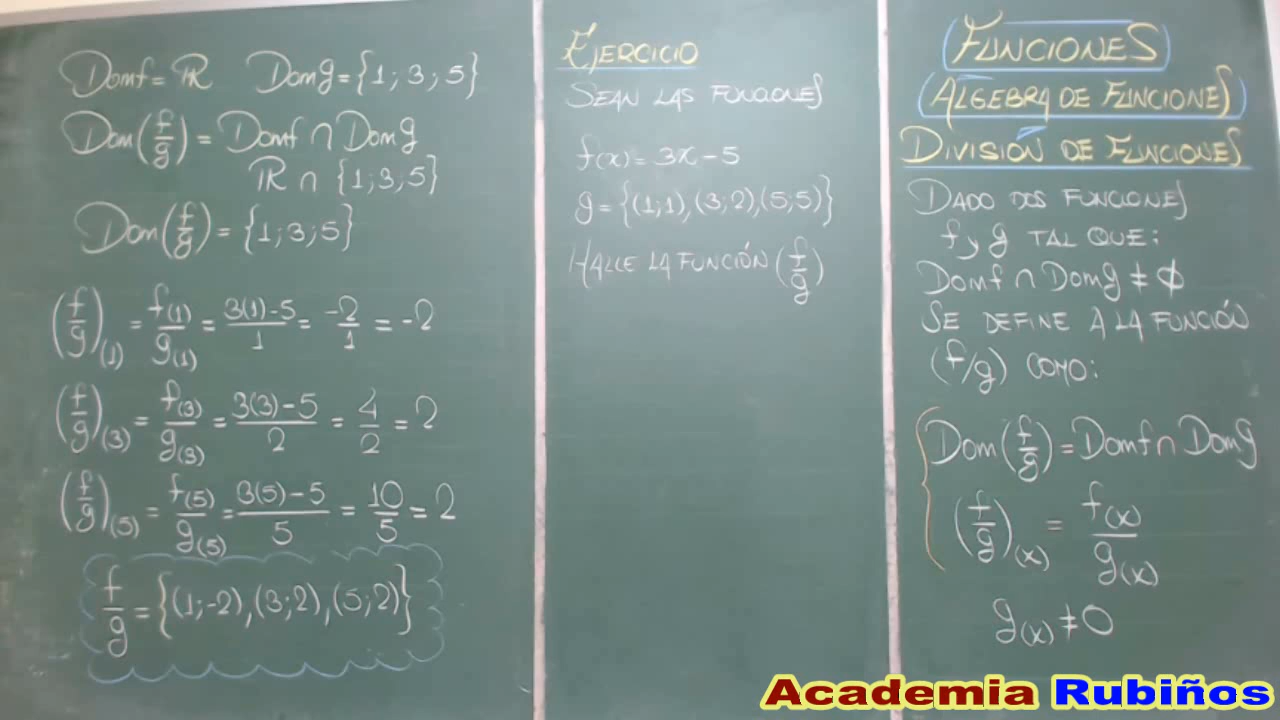 Domf = ℝ   Domg = {1; 3; 5}
Dom(f/g) = Domf ∩ Domg
ℝ ∩ {1;3;5}
Dom(f/g) = {1;3;5}
(f/g)(1) = f(1)/g(1) = 3(1)-5/1 = -2/1 = -2
(f/g)(3) = f(3)/g(3) = 3(3)-5/2 = 4/2 = 2
(f/g)(5) = f(5)/g(5) = 3(5)-5/5 = 10/5 = 2
f/g = {(1;-2),(3;2),(5;2)}
EJERCICIO
SEAN LAS FUNCIONES
f(x) = 3x - 5
g = {(1;1),(3;2),(5;5)}
HALLE LA FUNCIÓN (f/g)
FUNCIONES
(ALGEBRA DE FUNCIONES)
DIVISIÓN DE FUNCIONES
DADO DOS FUNCIONES
f y g TAL QUE:
Domf ∩ Domg ≠ ∅
SE DEFINE A LA FUNCIÓN
(f/g) COMO:
Dom(f/g) = Domf ∩ Domg
(f/g)(x) = f(x)/g(x)
g(x) ≠ 0
Academia Rubiños